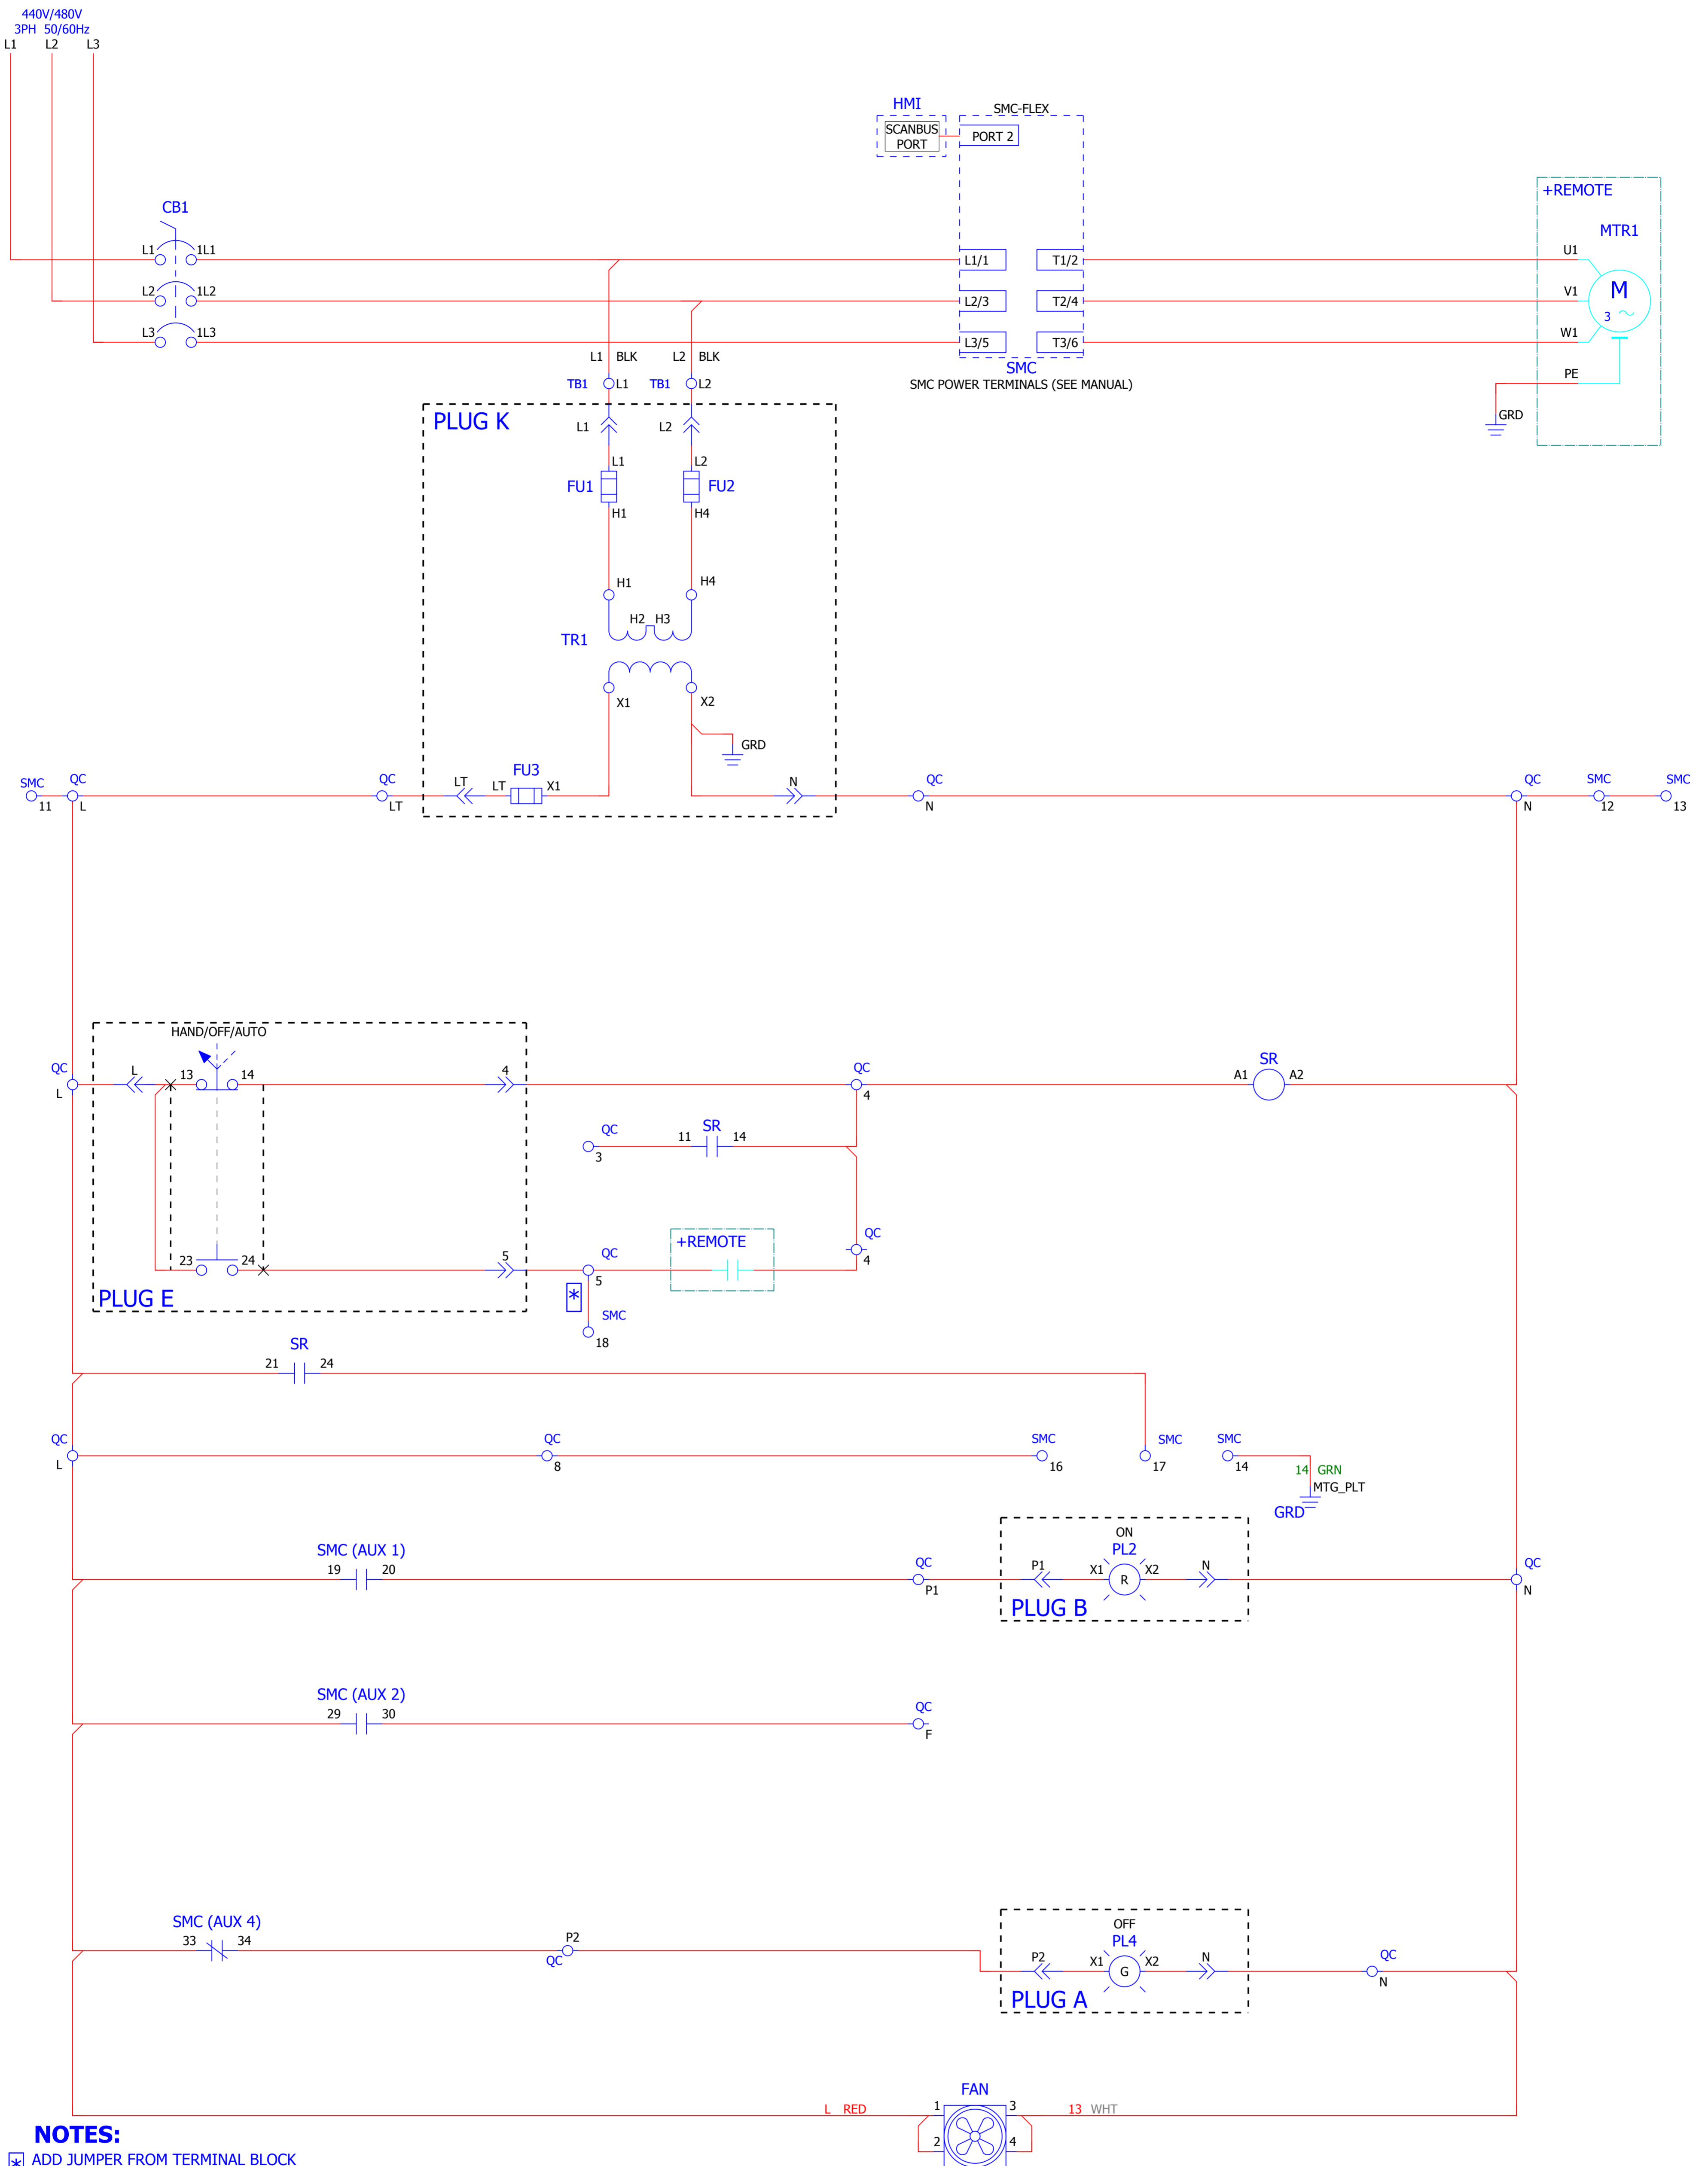 440V/480V
3PH 50/60Hz
L1 L2 L3
HMI
SMC-FLEX
SCANBUS
PORT
PORT 2
+REMOTE
CB1
MTR1
L1 1L1
L1/1 T1/2
U1
L2 1L2
L2/3 T2/4
V1
M
3
L3 1L3
L3/5 T3/6
W1
L1 BLK L2 BLK
SMC
PE
TB1 L1 TB1 L2
SMC POWER TERMINALS (SEE MANUAL)
GRD
PLUG K
L1 L2
L1 L2
FU1 FU2
H1 H4
H1 H4
H2 H3
TR1
X1 X2
GRD
SMC QC QC LT LT FU3 X1 N QC QC SMC SMC
11 L LT N N 12 13
HAND/OFF/AUTO
QC L 13 14 4 QC A1 SR A2
L 4
QC 11 SR 14
3
+REMOTE
QC
23 24 5 QC 4
5
PLUG E
*
SMC
18
SR
21 24
QC QC SMC SMC SMC
L 8 16 17 14
14 GRN
MTG_PLT
GRD
ON
SMC (AUX 1)
19 20
QC P1 X1 PL2 X2 N QC
R
P1 N
PLUG B
SMC (AUX 2)
29 30
QC
F
OFF
SMC (AUX 4)
33 34
P2
QC
P2 X1 PL4 X2 N QC
G
N
PLUG A
FAN
L RED 1 3 13 WHT
2 4
NOTES:
* ADD JUMPER FROM TERMINAL BLOCK